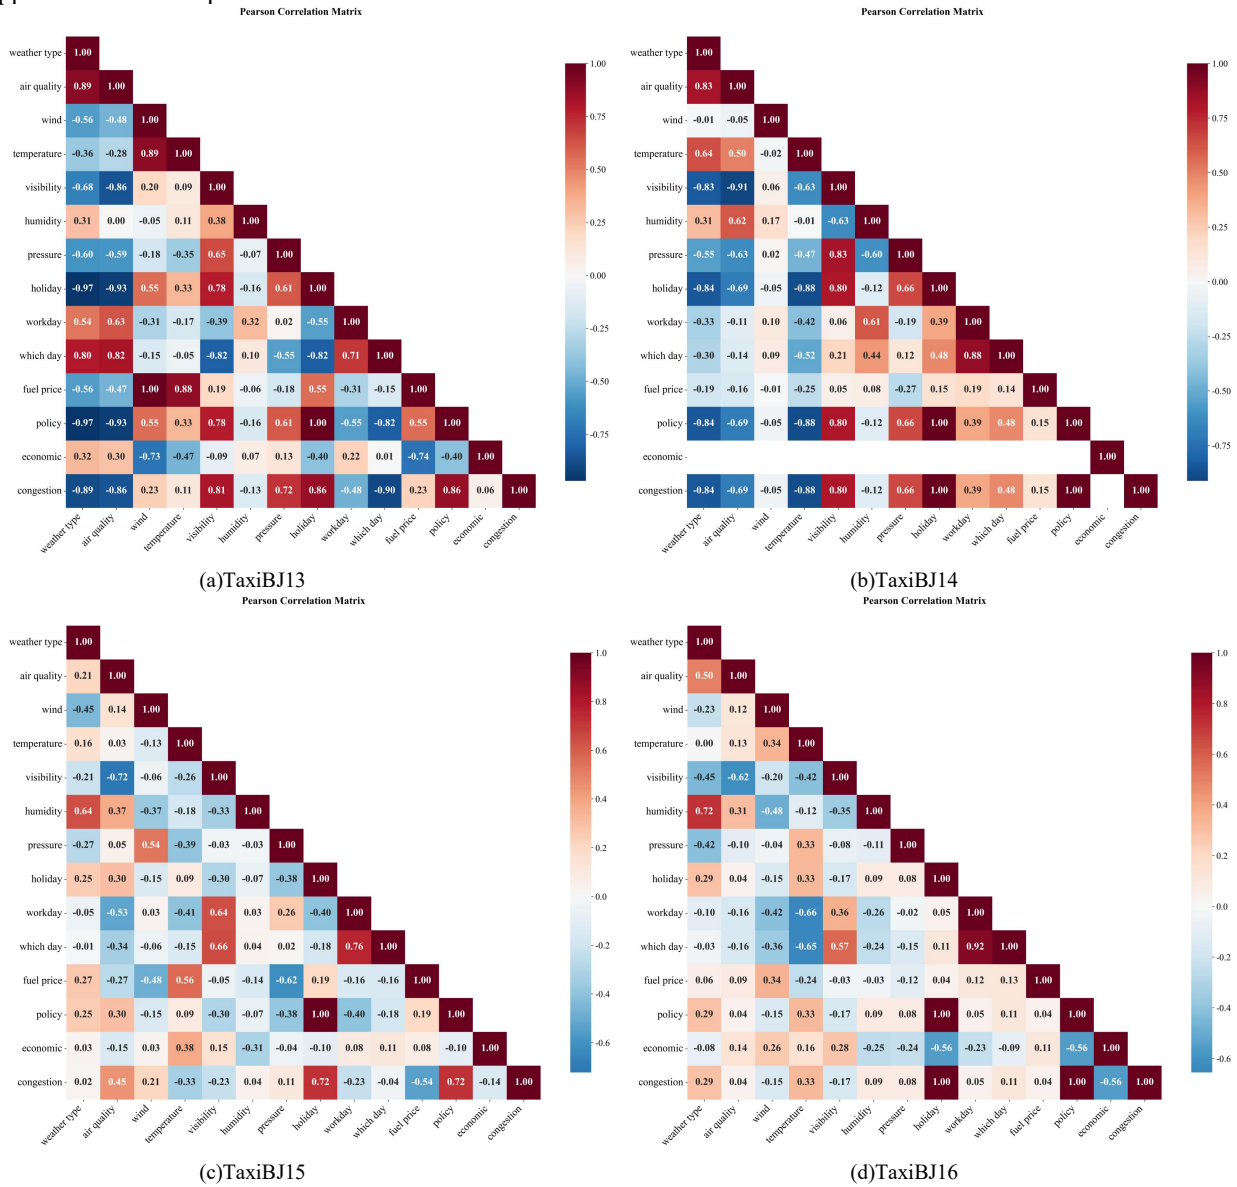 Pearson Correlation Matrix
weather type 1.00
air quality 0.89 1.00
wind -0.56 -0.48 1.00
temperature -0.36 -0.28 0.89 1.00
visibility -0.68 -0.86 0.20 0.09 1.00
humidity 0.31 0.00 -0.05 0.11 0.38 1.00
pressure -0.60 -0.59 -0.18 -0.35 0.65 -0.07 1.00
holiday -0.97 -0.93 0.55 0.33 0.78 -0.16 0.61 1.00
workday 0.54 0.63 -0.31 -0.17 -0.39 0.32 0.02 -0.55 1.00
which day 0.80 0.82 -0.15 -0.05 -0.82 0.10 -0.55 -0.82 0.71 1.00
fuel price -0.56 -0.47 1.00 0.88 0.19 -0.06 -0.18 0.55 -0.31 -0.15 1.00
policy -0.97 -0.93 0.55 0.33 0.78 -0.16 0.61 1.00 -0.55 -0.82 0.55 1.00
economic 0.32 0.30 -0.73 -0.47 -0.09 0.07 0.13 -0.40 0.22 0.01 -0.74 -0.40 1.00
congestion -0.89 -0.86 0.23 0.11 0.81 -0.13 0.72 0.86 -0.48 -0.90 0.23 0.86 0.06 1.00
weather type air quality wind temperature visibility humidity pressure holiday workday which day fuel price policy economic congestion
1.00
0.75
0.50
0.25
0.00
-0.25
-0.50
-0.75
(a)TaxiBJ13
Pearson Correlation Matrix
weather type 1.00
air quality 0.83 1.00
wind -0.01 -0.05 1.00
temperature 0.64 0.50 -0.02 1.00
visibility -0.83 -0.91 0.06 -0.63 1.00
humidity 0.31 0.62 0.17 -0.01 -0.63 1.00
pressure -0.55 -0.63 0.02 -0.47 0.83 -0.60 1.00
holiday -0.84 -0.69 -0.05 -0.88 0.80 -0.12 0.66 1.00
workday -0.33 -0.11 0.10 -0.42 0.06 0.61 -0.19 0.39 1.00
which day -0.30 -0.14 0.09 -0.52 0.21 0.44 0.12 0.48 0.88 1.00
fuel price -0.19 -0.16 -0.01 -0.25 0.05 0.08 -0.27 0.15 0.19 0.14 1.00
policy -0.84 -0.69 -0.05 -0.88 0.80 -0.12 0.66 1.00 0.39 0.48 0.15 1.00
economic 1.00
congestion -0.84 -0.69 -0.05 -0.88 0.80 -0.12 0.66 1.00 0.39 0.48 0.15 1.00 1.00
weather type air quality wind temperature visibility humidity pressure holiday workday which day fuel price policy economic congestion
1.00
0.75
0.50
0.25
0.00
-0.25
-0.50
-0.75
(b)TaxiBJ14
Pearson Correlation Matrix
weather type 1.00
air quality 0.21 1.00
wind -0.45 0.14 1.00
temperature 0.16 0.03 -0.13 1.00
visibility -0.21 -0.72 -0.06 -0.26 1.00
humidity 0.64 0.37 -0.37 -0.18 -0.33 1.00
pressure -0.27 0.05 0.54 -0.39 -0.03 -0.03 1.00
holiday 0.25 0.30 -0.15 0.09 -0.30 -0.07 -0.38 1.00
workday -0.05 -0.53 0.03 -0.41 0.64 0.03 0.26 -0.40 1.00
which day -0.01 -0.34 -0.06 -0.15 0.66 0.04 0.02 -0.18 0.76 1.00
fuel price 0.27 -0.27 -0.48 0.56 -0.05 -0.14 -0.62 0.19 -0.16 -0.16 1.00
policy 0.25 0.30 -0.15 0.09 -0.30 -0.07 -0.38 1.00 -0.40 -0.18 0.19 1.00
economic 0.03 -0.15 0.03 0.38 0.15 -0.31 -0.04 -0.10 0.08 0.11 0.08 -0.10 1.00
congestion 0.02 0.45 0.21 -0.33 -0.23 0.04 0.11 0.72 -0.23 -0.04 -0.54 0.72 -0.14 1.00
weather type air quality wind temperature visibility humidity pressure holiday workday which day fuel price policy economic congestion
1.0
0.8
0.6
0.4
0.2
0.0
-0.2
-0.4
-0.6
(c)TaxiBJ15
Pearson Correlation Matrix
weather type 1.00
air quality 0.50 1.00
wind -0.23 0.12 1.00
temperature 0.00 0.13 0.34 1.00
visibility -0.45 -0.62 -0.20 -0.42 1.00
humidity 0.72 0.31 -0.48 -0.12 -0.35 1.00
pressure -0.42 -0.10 -0.04 0.33 -0.08 -0.11 1.00
holiday 0.29 0.04 -0.15 0.33 -0.17 0.09 0.08 1.00
workday -0.10 -0.16 -0.42 -0.66 0.36 -0.26 -0.02 0.05 1.00
which day -0.03 -0.16 -0.36 -0.65 0.57 -0.24 -0.15 0.11 0.92 1.00
fuel price 0.06 0.09 0.34 -0.24 -0.03 -0.03 -0.12 0.04 0.12 0.13 1.00
policy 0.29 0.04 -0.15 0.33 -0.17 0.09 0.08 1.00 0.05 0.11 0.04 1.00
economic -0.08 0.14 0.26 0.16 0.28 -0.25 -0.24 -0.56 -0.23 -0.09 0.11 -0.56 1.00
congestion 0.29 0.04 -0.15 0.33 -0.17 0.09 0.08 1.00 0.05 0.11 0.04 1.00 -0.56 1.00
weather type air quality wind temperature visibility humidity pressure holiday workday which day fuel price policy economic congestion
1.0
0.8
0.6
0.4
0.2
0.0
-0.2
-0.4
-0.6
(d)TaxiBJ16